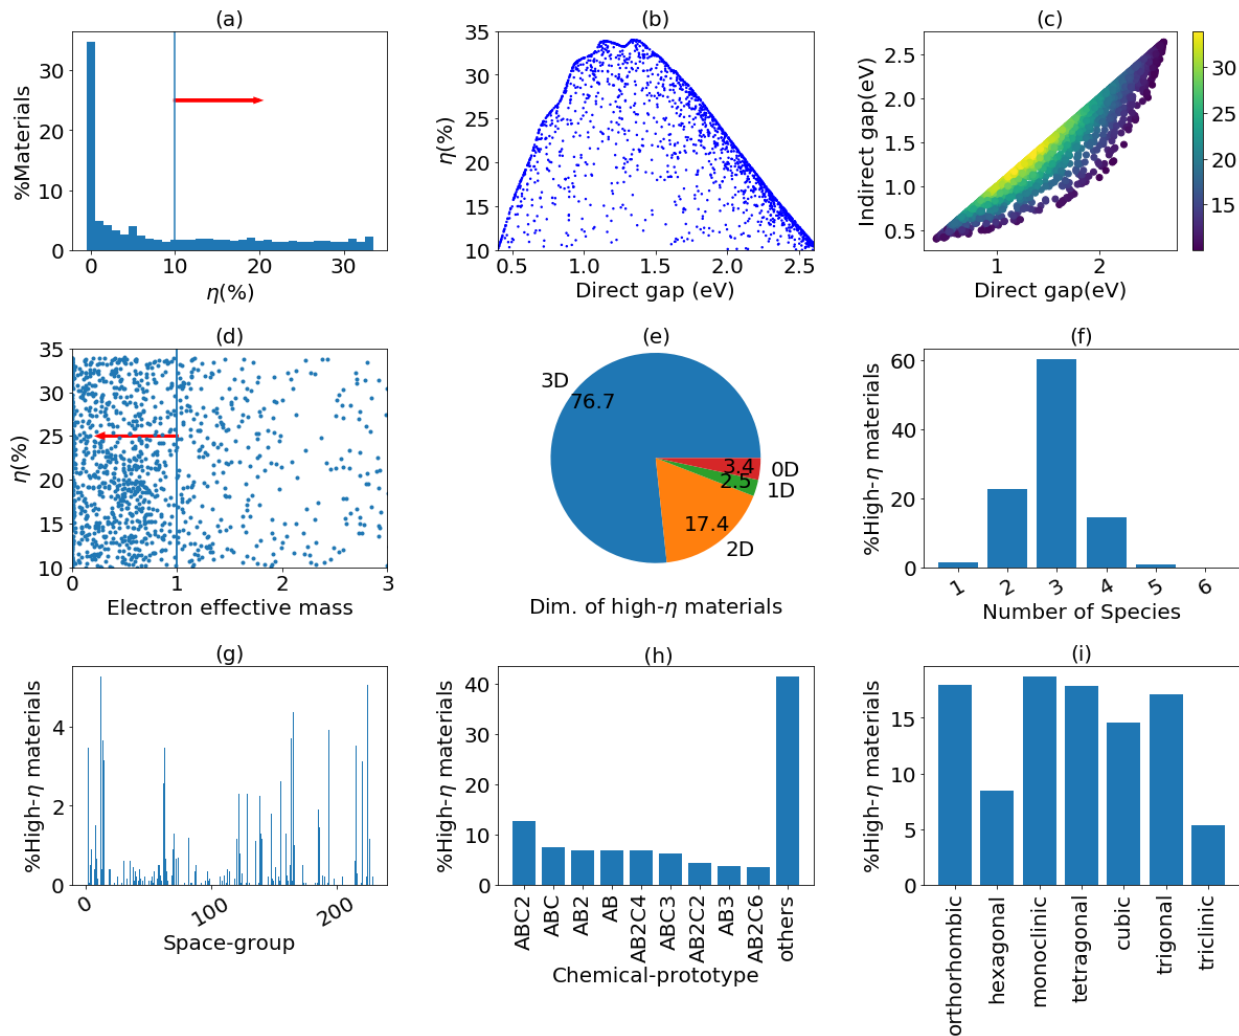 (a)
30
20
10
0
%Materials
0 10 20 30
η(%)
(b)
35
30
25
20
15
10
η(%)
0.5 1.0 1.5 2.0 2.5
Direct gap (eV)
(c)
2.5
2.0
1.5
1.0
0.5
Indirect gap(eV)
1 2
Direct gap(eV)
30
25
20
15
(d)
35
30
25
20
15
10
η(%)
0 1 2 3
Electron effective mass
(e)
3D
76.7
3.4 0D
2.5 1D
17.4
2D
Dim. of high-η materials
(f)
60
40
20
0
%High-η materials
1 2 3 4 5 6
Number of Species
(g)
4
2
0
%High-η materials
0 100 200
Space-group
(h)
40
30
20
10
0
%High-η materials
ABC2
ABC
AB2
AB
AB2C4
ABC3
AB2C2
AB3
AB2C6
others
Chemical-prototype
(i)
15
10
5
0
%High-η materials
orthorhombic
hexagonal
monoclinic
tetragonal
cubic
trigonal
triclinic